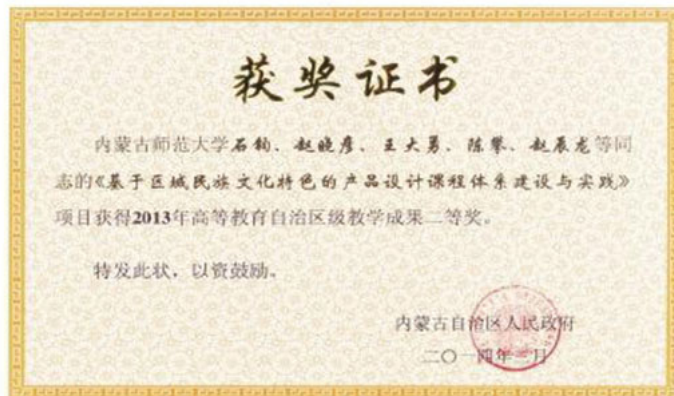 获奖证书
内蒙古师范大学石钧、赵晓彦、王大勇、陈攀、赵辰龙等同
志的《基于区域民族文化特色的产品设计课程体系建设与实践》
项目获得2013年高等教育自治区级教学成果二等奖。
特发此状，以资鼓励。
内蒙古自治区人民政府
二〇一四年二月